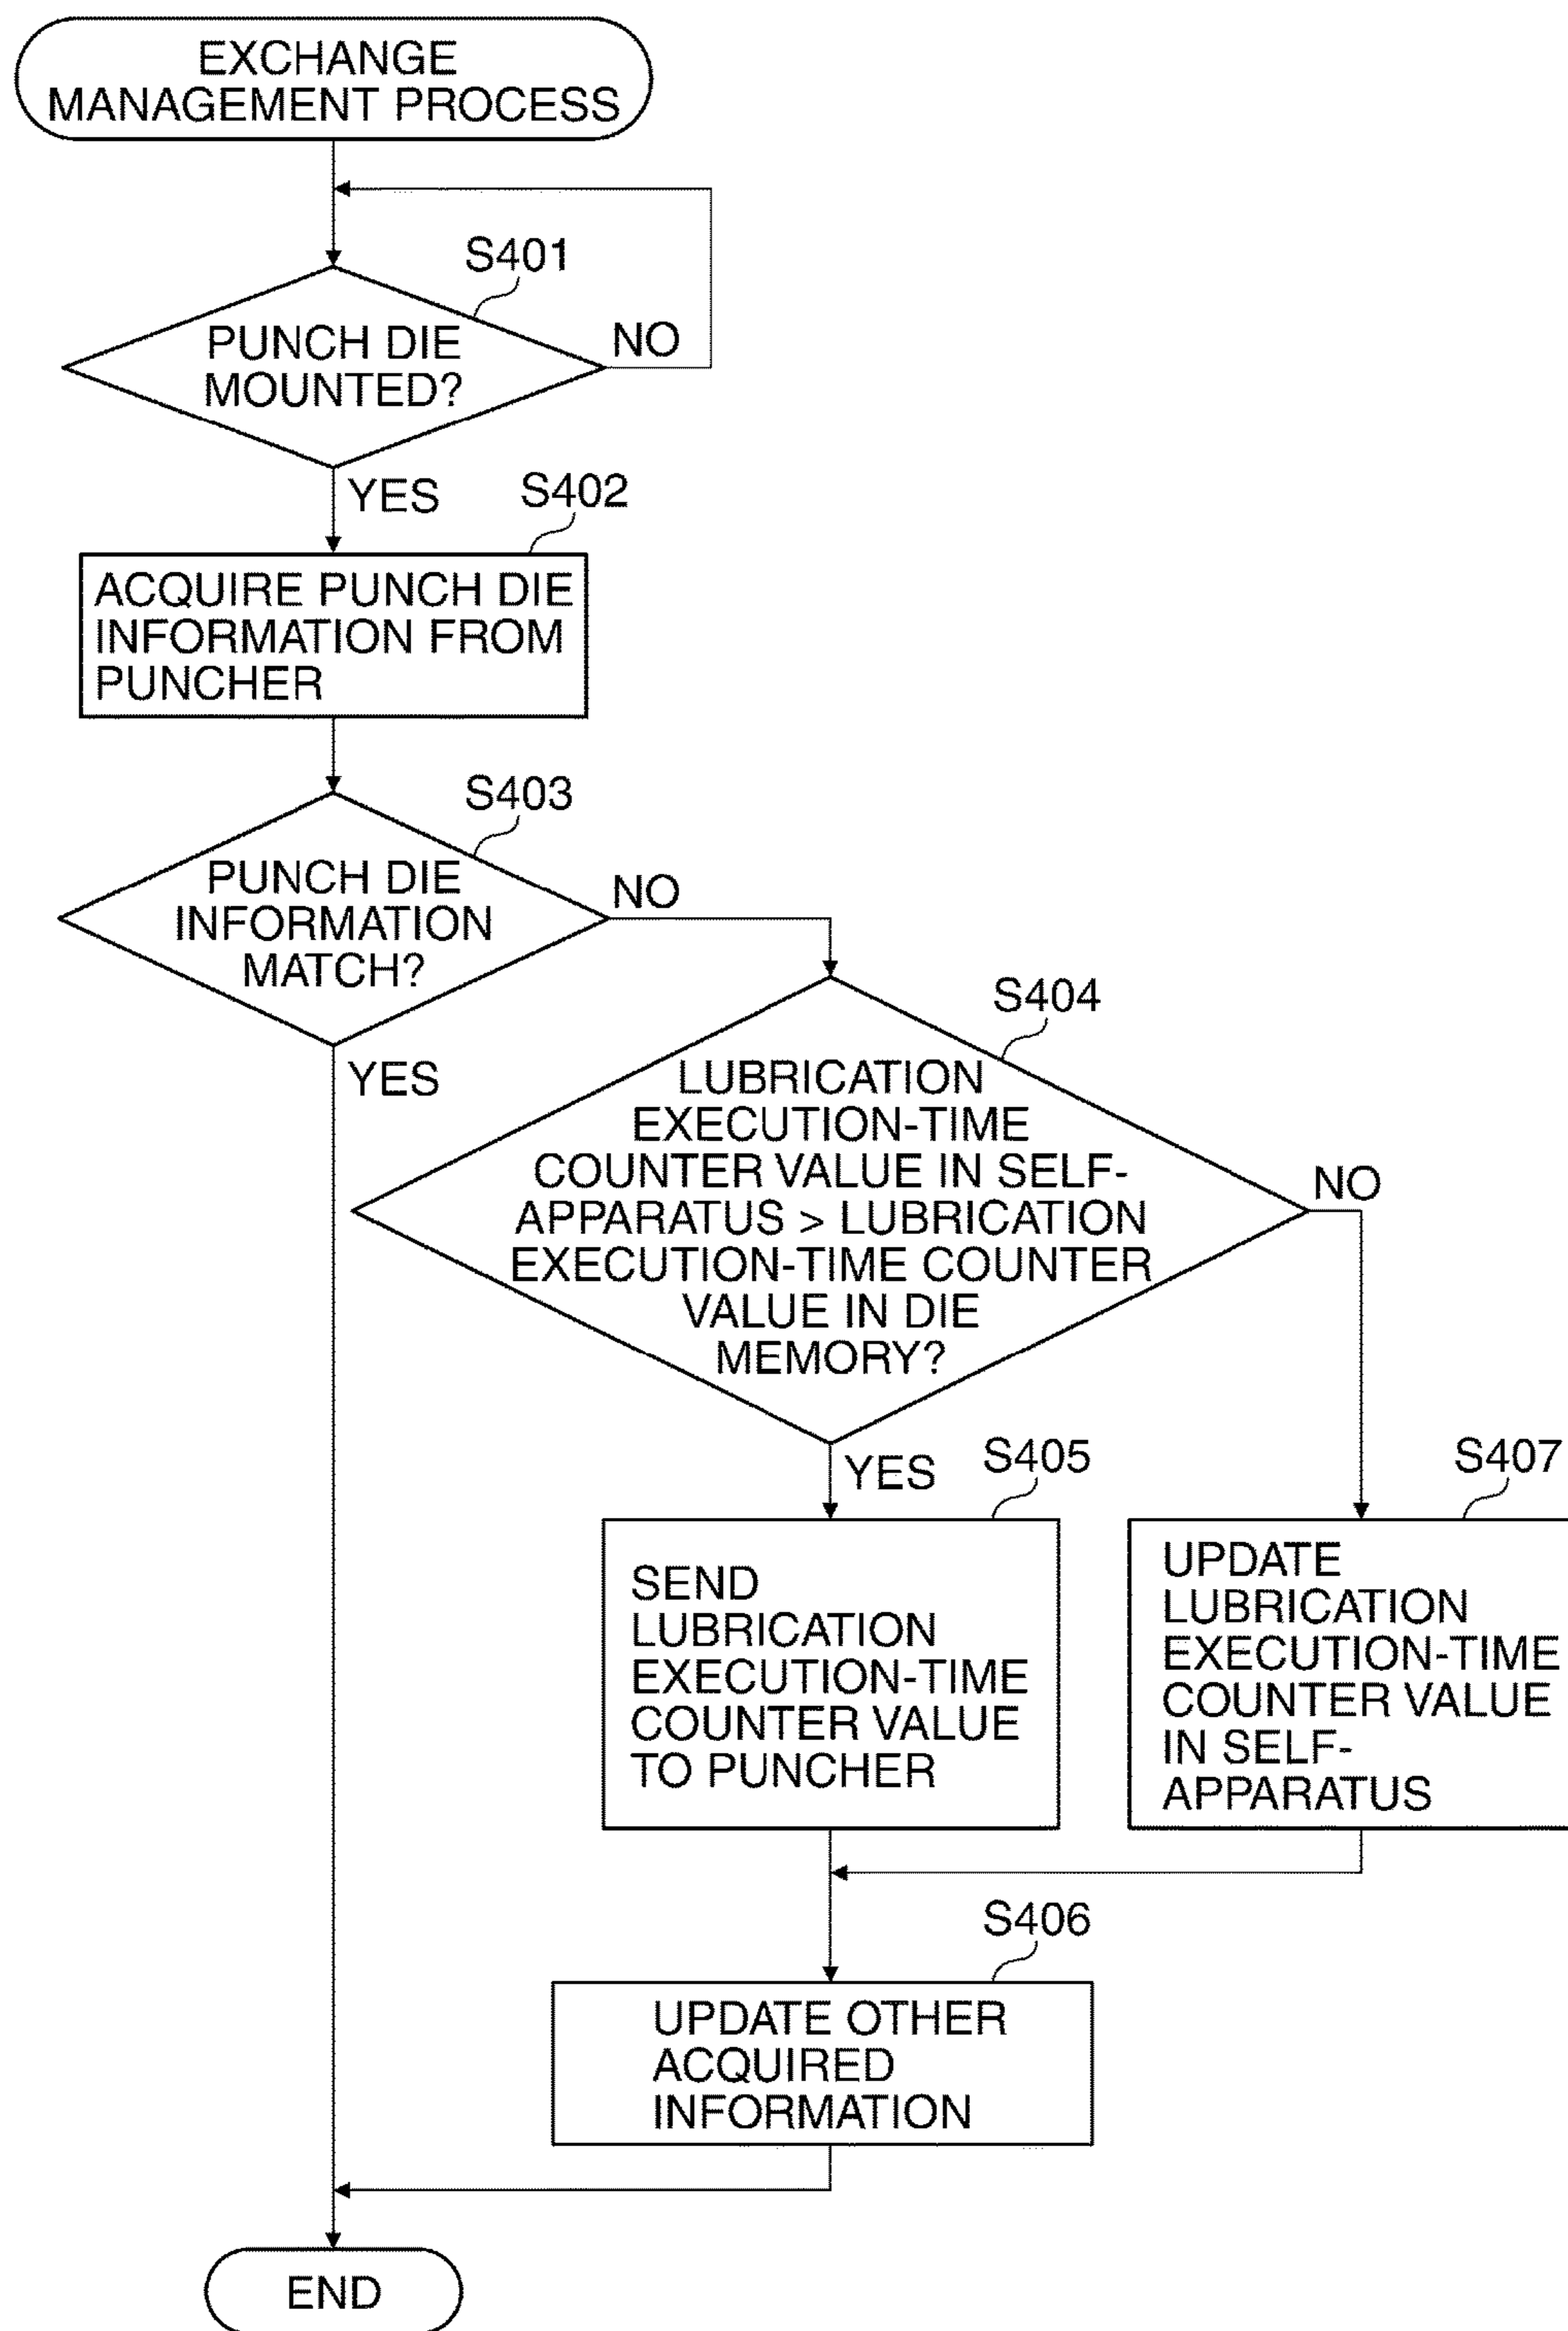 EXCHANGE
MANAGEMENT PROCESS
S401
PUNCH DIE
MOUNTED?
NO
YES
S402
ACQUIRE PUNCH DIE
INFORMATION FROM
PUNCHER
S403
PUNCH DIE
INFORMATION
MATCH?
NO
YES
S404
LUBRICATION
EXECUTION-TIME
COUNTER VALUE IN SELF-
APPARATUS > LUBRICATION
EXECUTION-TIME COUNTER
VALUE IN DIE
MEMORY?
NO
YES
S405
SEND
LUBRICATION
EXECUTION-TIME
COUNTER VALUE
TO PUNCHER
S407
UPDATE
LUBRICATION
EXECUTION-TIME
COUNTER VALUE
IN SELF-
APPARATUS
S406
UPDATE OTHER
ACQUIRED
INFORMATION
END